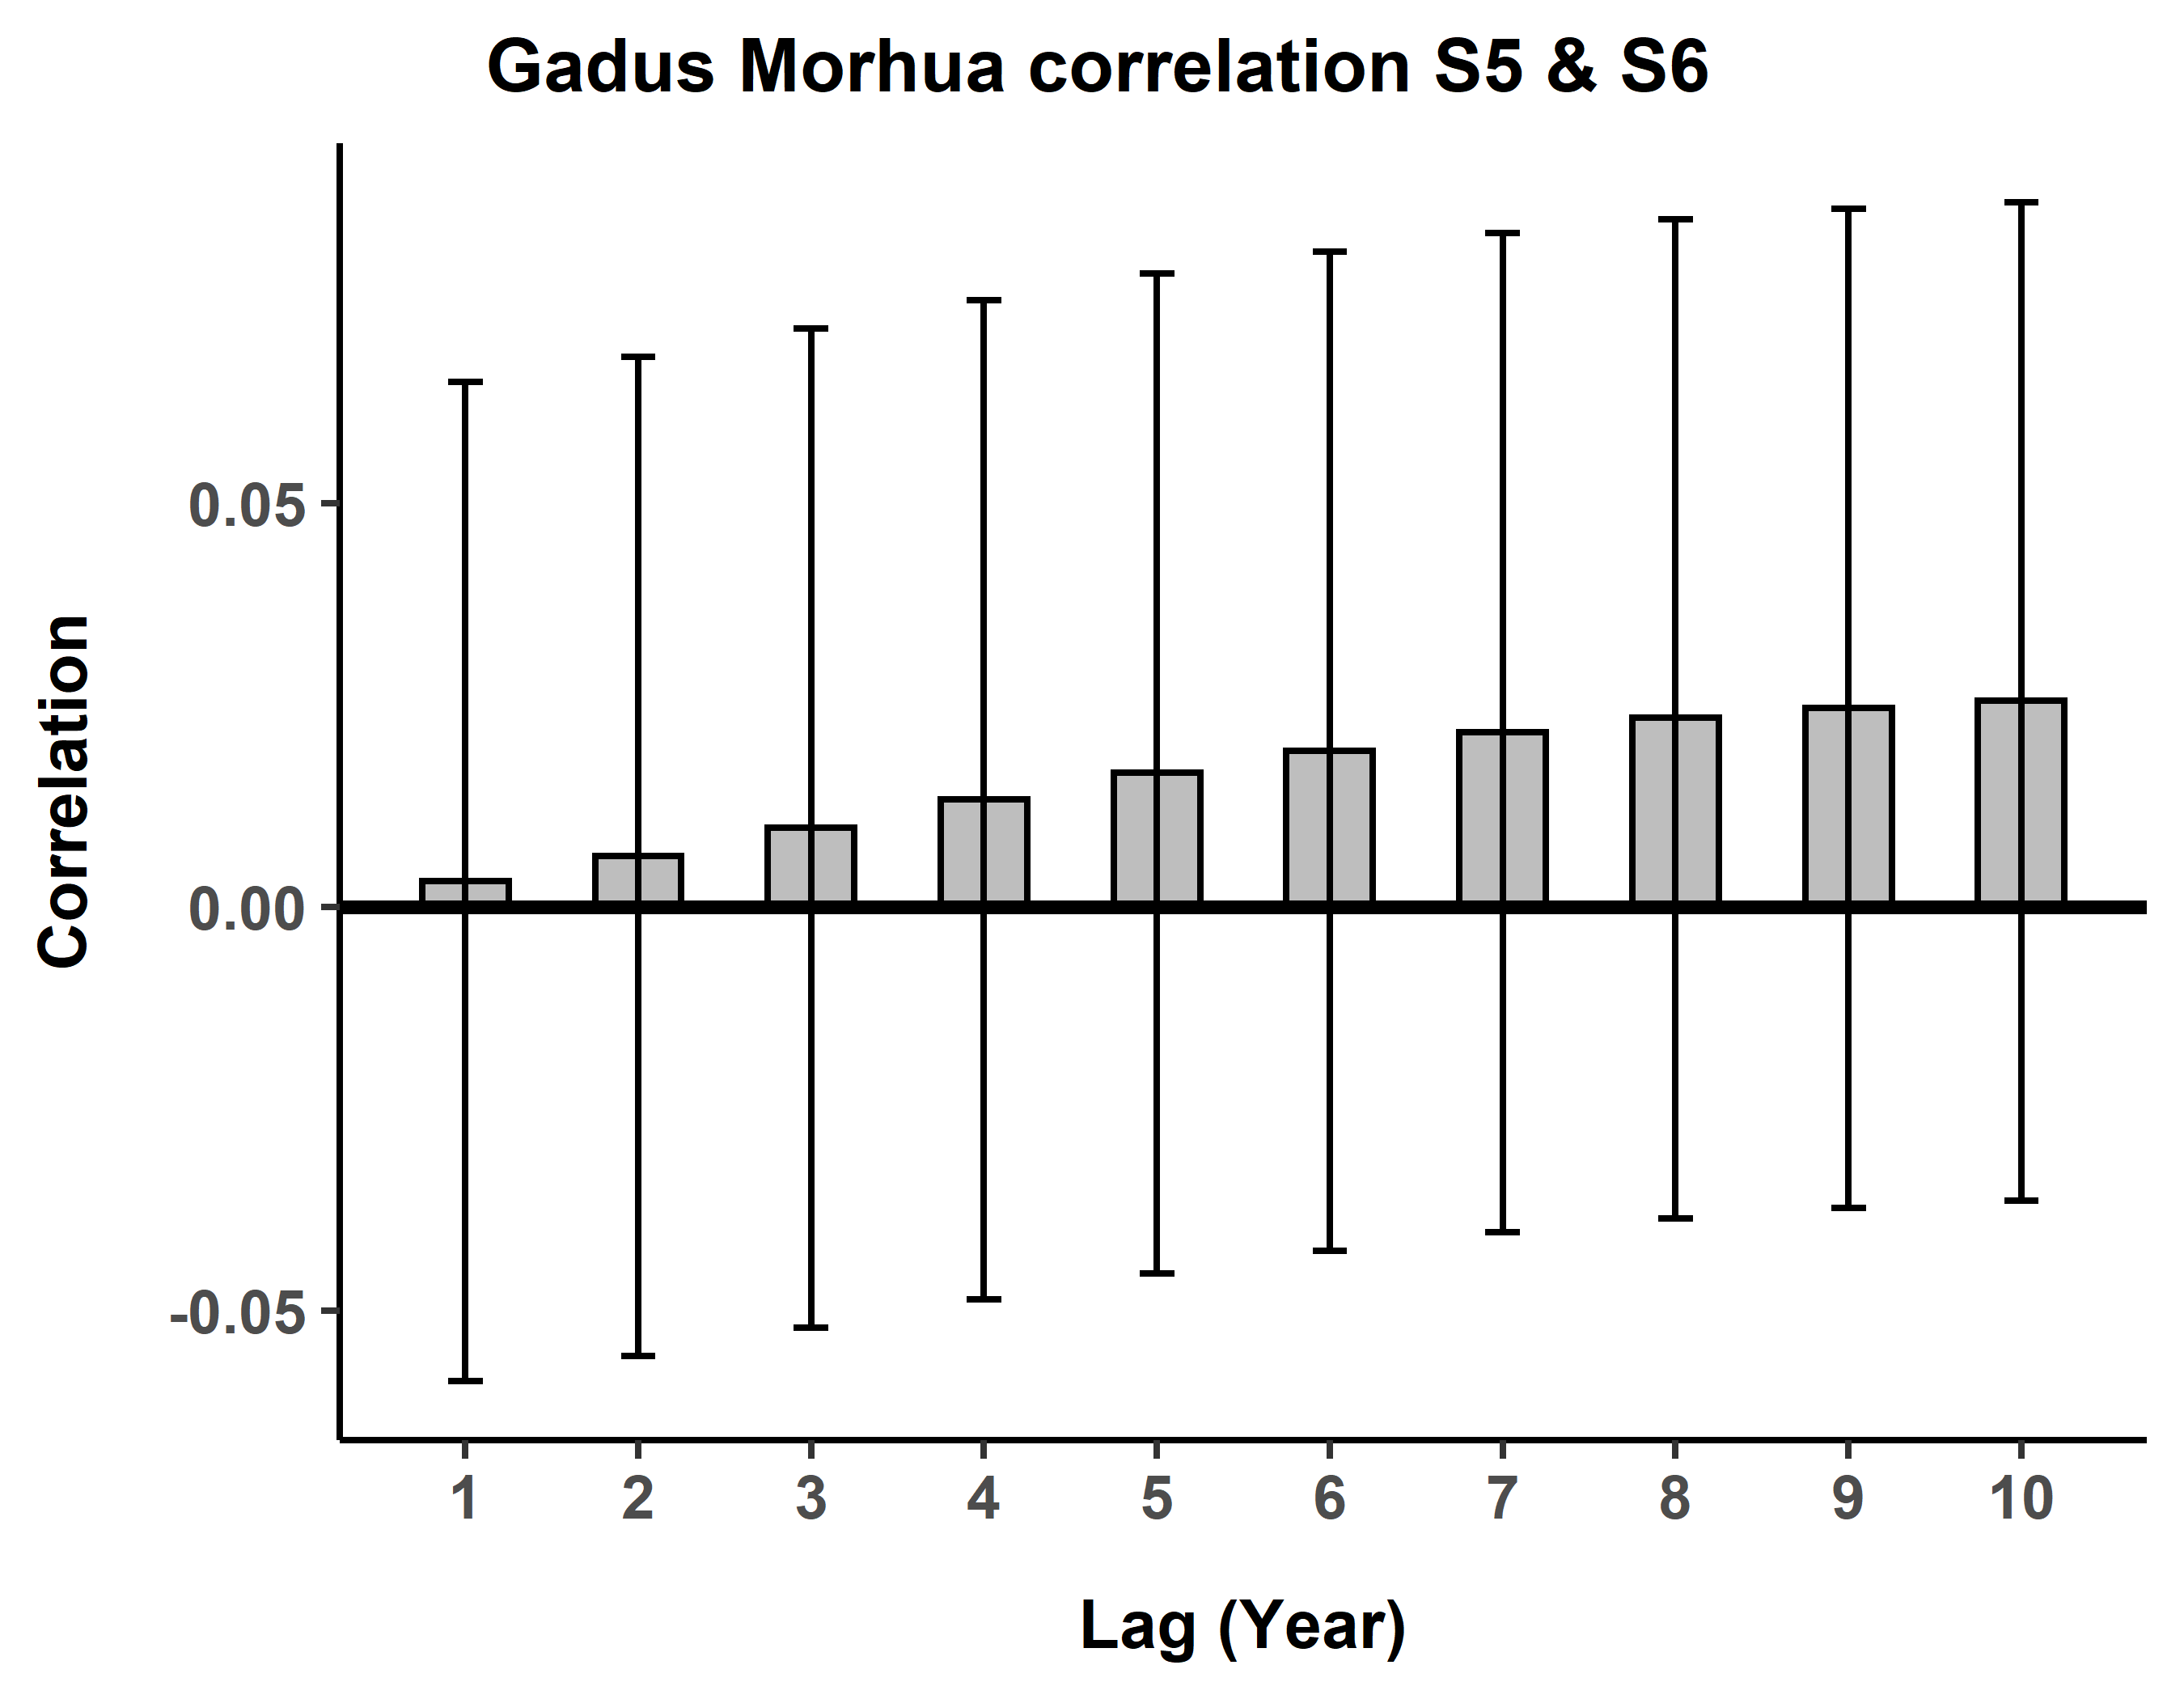 Gadus Morhua correlation S5 & S6
Correlation
0.05
0.00
-0.05
1 2 3 4 5 6 7 8 9 10
Lag (Year)